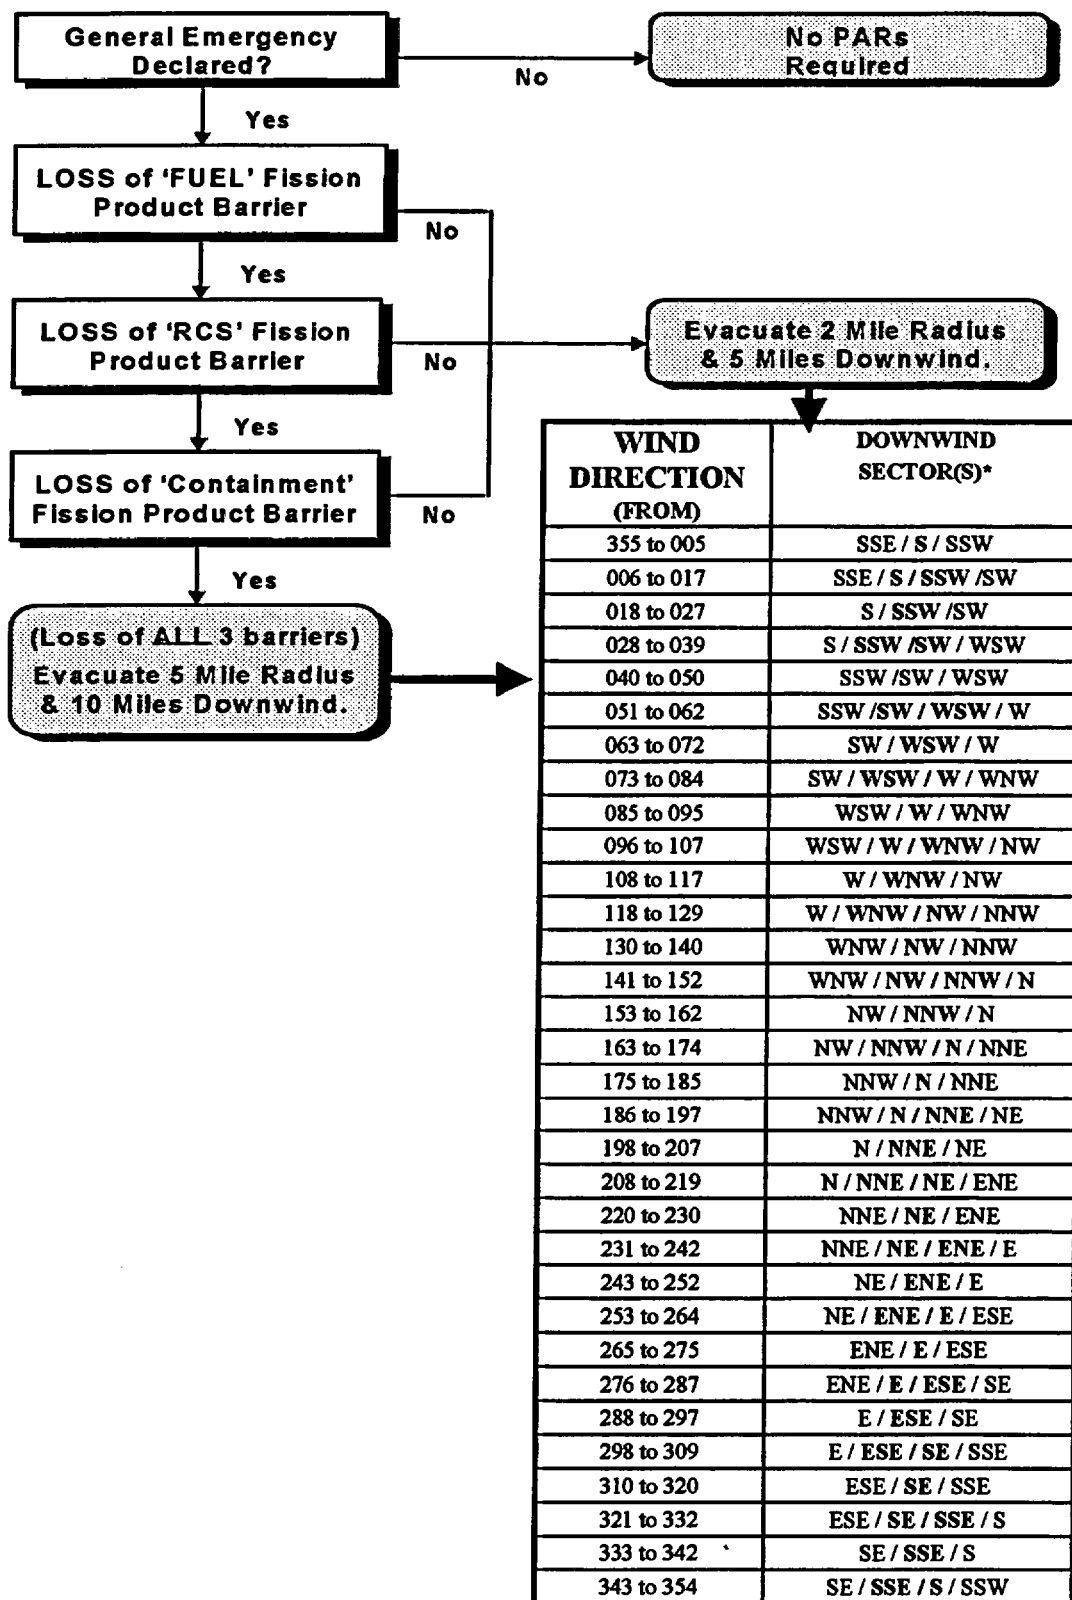 General Emergency
Declared?
No
No PARs
Required
Yes
LOSS of 'FUEL' Fission
Product Barrier
No
Yes
LOSS of 'RCS' Fission
Product Barrier
No
Evacuate 2 Mile Radius
& 5 Miles Downwind.
Yes
LOSS of 'Containment'
Fission Product Barrier
No
Yes
(Loss of ALL 3 barriers)
Evacuate 5 Mile Radius
& 10 Miles Downwind.
WIND
DIRECTION
(FROM)
DOWNWIND
SECTOR(S)*
355 to 005 SSE / S / SSW
006 to 017 SSE / S / SSW /SW
018 to 027 S / SSW /SW
028 to 039 S / SSW /SW / WSW
040 to 050 SSW /SW / WSW
051 to 062 SSW /SW / WSW / W
063 to 072 SW / WSW / W
073 to 084 SW / WSW / W / WNW
085 to 095 WSW / W / WNW
096 to 107 WSW / W / WNW / NW
108 to 117 W / WNW / NW
118 to 129 W / WNW / NW / NNW
130 to 140 WNW / NW / NNW
141 to 152 WNW / NW / NNW / N
153 to 162 NW / NNW / N
163 to 174 NW / NNW / N / NNE
175 to 185 NNW / N / NNE
186 to 197 NNW / N / NNE / NE
198 to 207 N / NNE / NE
208 to 219 N / NNE / NE / ENE
220 to 230 NNE / NE / ENE
231 to 242 NNE / NE / ENE / E
243 to 252 NE / ENE / E
253 to 264 NE / ENE / E / ESE
265 to 275 ENE / E / ESE
276 to 287 ENE / E / ESE / SE
288 to 297 E / ESE / SE
298 to 309 E / ESE / SE / SSE
310 to 320 ESE / SE / SSE
321 to 332 ESE / SE / SSE / S
333 to 342 SE / SSE / S
343 to 354 SE / SSE / S / SSW